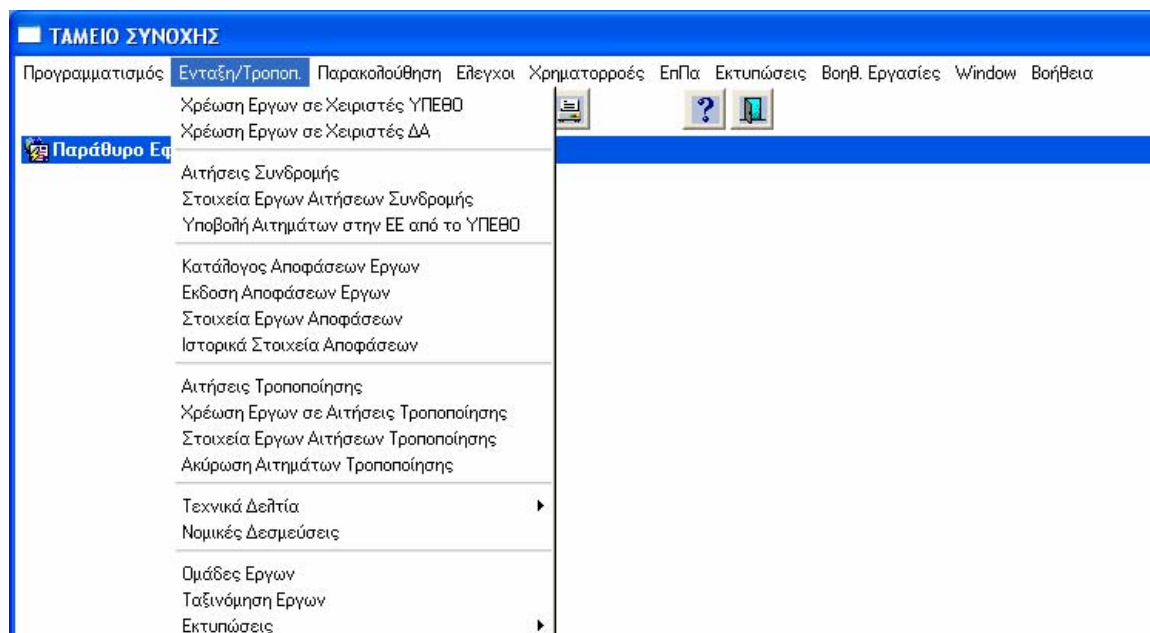 ΤΑΜΕΙΟ ΣΥΝΟΧΗΣ
Προγραμματισμός Ενταξη/Τροποπ. Παρακολούθηση Ελεγχοι Χρηματορροές ΕπΠα Εκτυπώσεις Βοηθ. Εργασίες Window Βοήθεια
Χρέωση Εργων σε Χειριστές ΥΠΕΘΟ
Χρέωση Εργων σε Χειριστές ΔΑ
Παράθυρο Εφ
Αιτήσεις Συνδρομής
Στοιχεία Εργων Αιτήσεων Συνδρομής
Υποβολή Αιτημάτων στην ΕΕ από το ΥΠΕΘΟ
Κατάλογος Αποφάσεων Εργων
Εκδοση Αποφάσεων Εργων
Στοιχεία Εργων Αποφάσεων
Ιστορικά Στοιχεία Αποφάσεων
Αιτήσεις Τροποποίησης
Χρέωση Εργων σε Αιτήσεις Τροποποίησης
Στοιχεία Εργων Αιτήσεων Τροποποίησης
Ακύρωση Αιτημάτων Τροποποίησης
Τεχνικά Δελτία
Νομικές Δεσμεύσεις
Ομάδες Εργων
Ταξινόμηση Εργων
Εκτυπώσεις